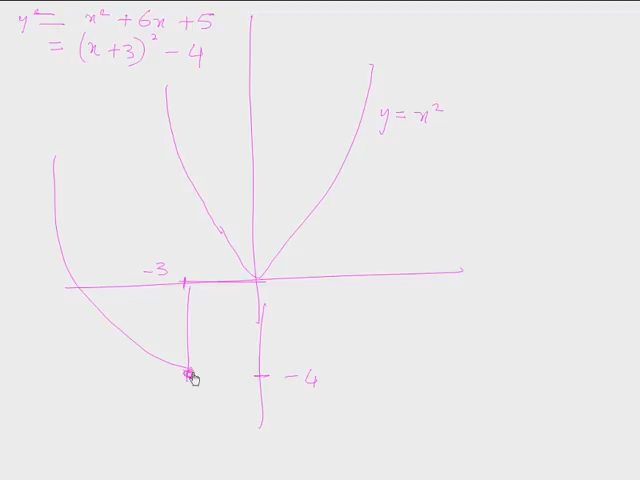 y = x² + 6x + 5
= (x + 3)² - 4
y = x²
-3
-4